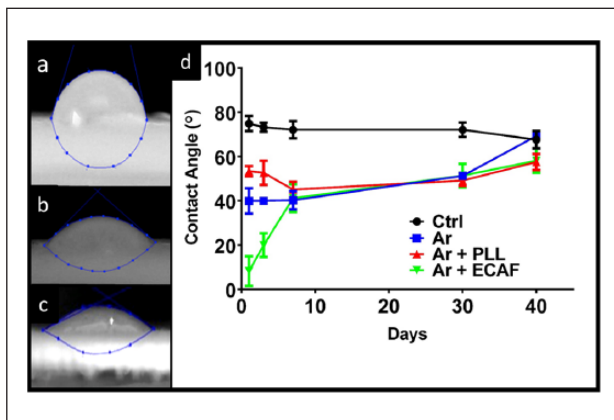 a
b
c
d
100
80
60
40
20
0
Contact Angle (°)
Ctrl
Ar
Ar + PLL
Ar + ECAF
0 10 20 30 40
Days